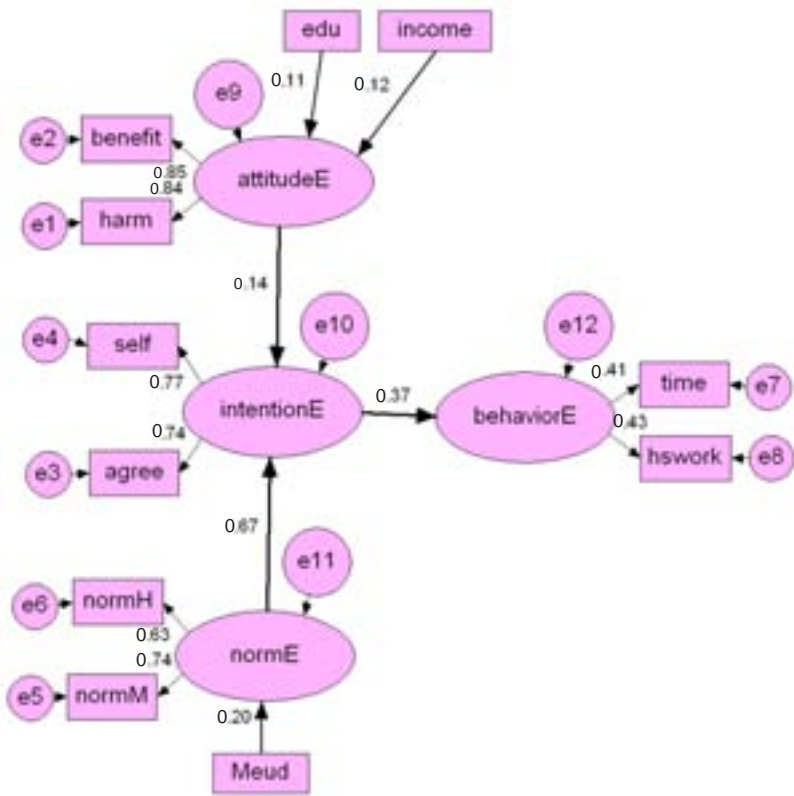 edu
income
0.11
0.12
e9
e2
benefit
0.85
0.84
attitudeE
e1
harm
0.14
e10
e12
e4
self
0.77
intentionE
0.37
behaviorE
0.41
time
e7
0.43
0.74
e3
agree
hswork
e8
0.67
e11
e6
normH
0.63
normE
0.74
e5
normM
0.20
Meud